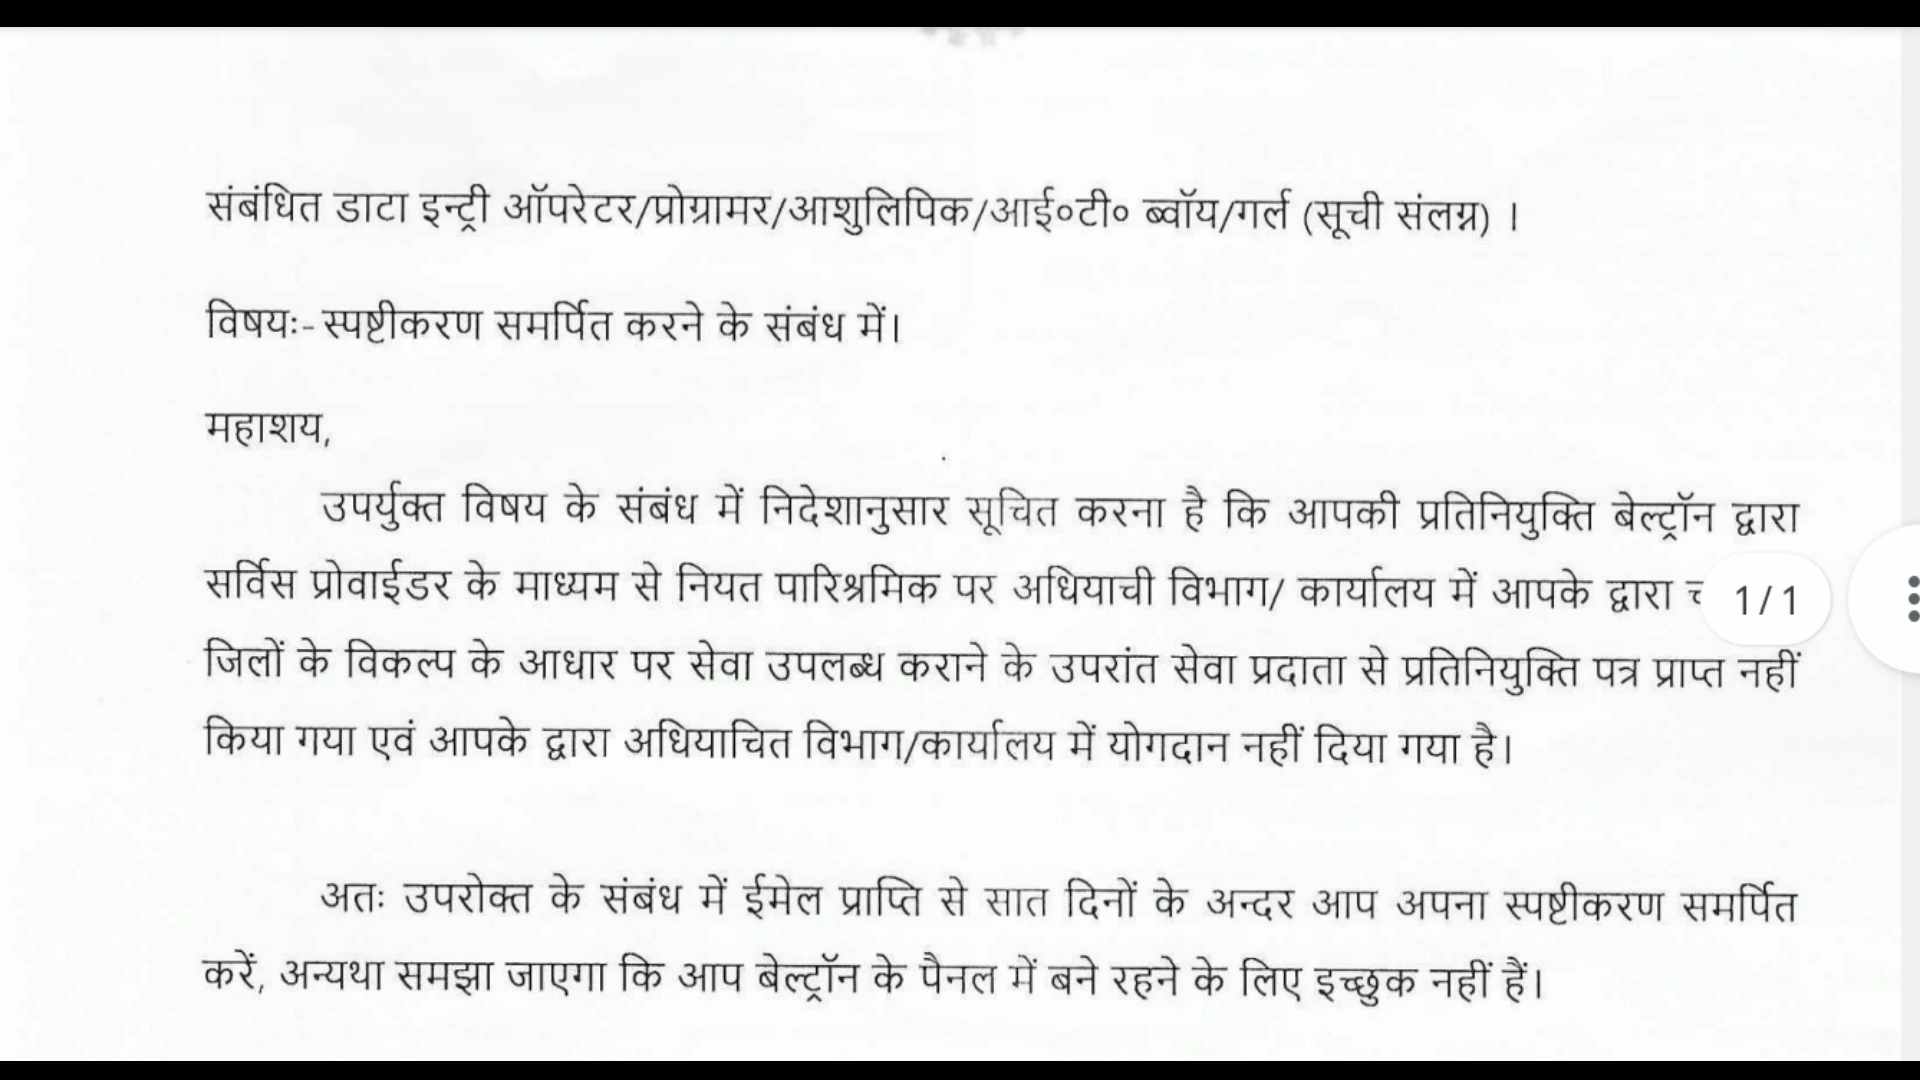 संबंधित डाटा इन्ट्री ऑपरेटर/प्रोग्रामर/आशुलिपिक/आई०टी० ब्वॉय/गर्ल (सूची संलग्न) ।
विषयः- स्पष्टीकरण समर्पित करने के संबंध में।
महाशय,
उपर्युक्त विषय के संबंध में निदेशानुसार सूचित करना है कि आपकी प्रतिनियुक्ति बेल्ट्रॉन द्वारा
सर्विस प्रोवाईडर के माध्यम से नियत पारिश्रमिक पर अधियाची विभाग/ कार्यालय में आपके द्वारा
1/1
जिलों के विकल्प के आधार पर सेवा उपलब्ध कराने के उपरांत सेवा प्रदाता से प्रतिनियुक्ति पत्र प्राप्त नहीं
किया गया एवं आपके द्वारा अधियाचित विभाग/कार्यालय में योगदान नहीं दिया गया है।
अतः उपरोक्त के संबंध में ईमेल प्राप्ति से सात दिनों के अन्दर आप अपना स्पष्टीकरण समर्पित
करें, अन्यथा समझा जाएगा कि आप बेल्ट्रॉन के पैनल में बने रहने के लिए इच्छुक नहीं हैं।